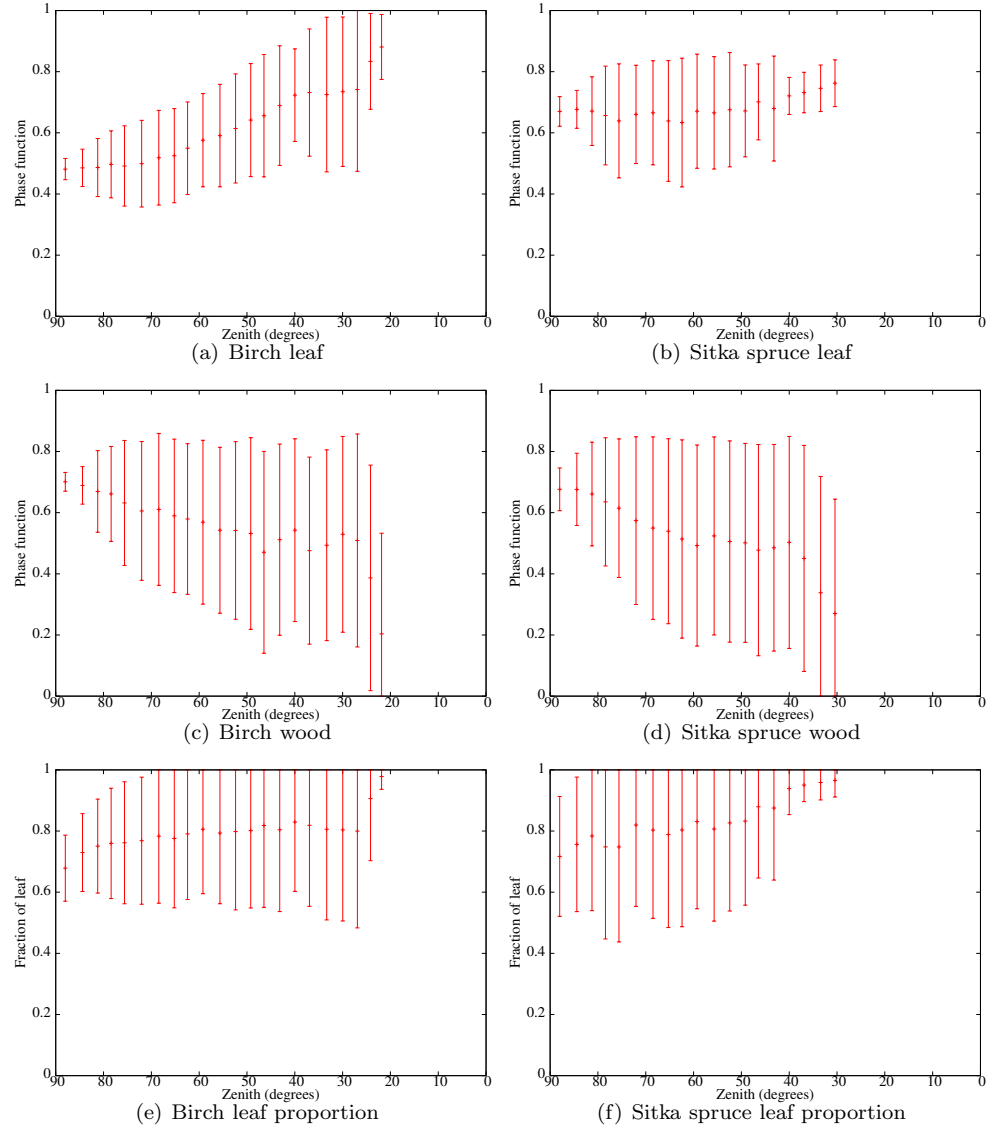 1
0.8
0.6
0.4
0.2
0
Phase function
90 80 70 60 50 40 30 20 10 0
Zenith (degrees)
(a) Birch leaf
1
0.8
0.6
0.4
0.2
0
Phase function
90 80 70 60 50 40 30 20 10 0
Zenith (degrees)
(b) Sitka spruce leaf
1
0.8
0.6
0.4
0.2
0
Phase function
90 80 70 60 50 40 30 20 10 0
Zenith (degrees)
(c) Birch wood
1
0.8
0.6
0.4
0.2
0
Phase function
90 80 70 60 50 40 30 20 10 0
Zenith (degrees)
(d) Sitka spruce wood
1
0.8
0.6
0.4
0.2
0
Fraction of leaf
90 80 70 60 50 40 30 20 10 0
Zenith (degrees)
(e) Birch leaf proportion
1
0.8
0.6
0.4
0.2
0
Fraction of leaf
90 80 70 60 50 40 30 20 10 0
Zenith (degrees)
(f) Sitka spruce leaf proportion